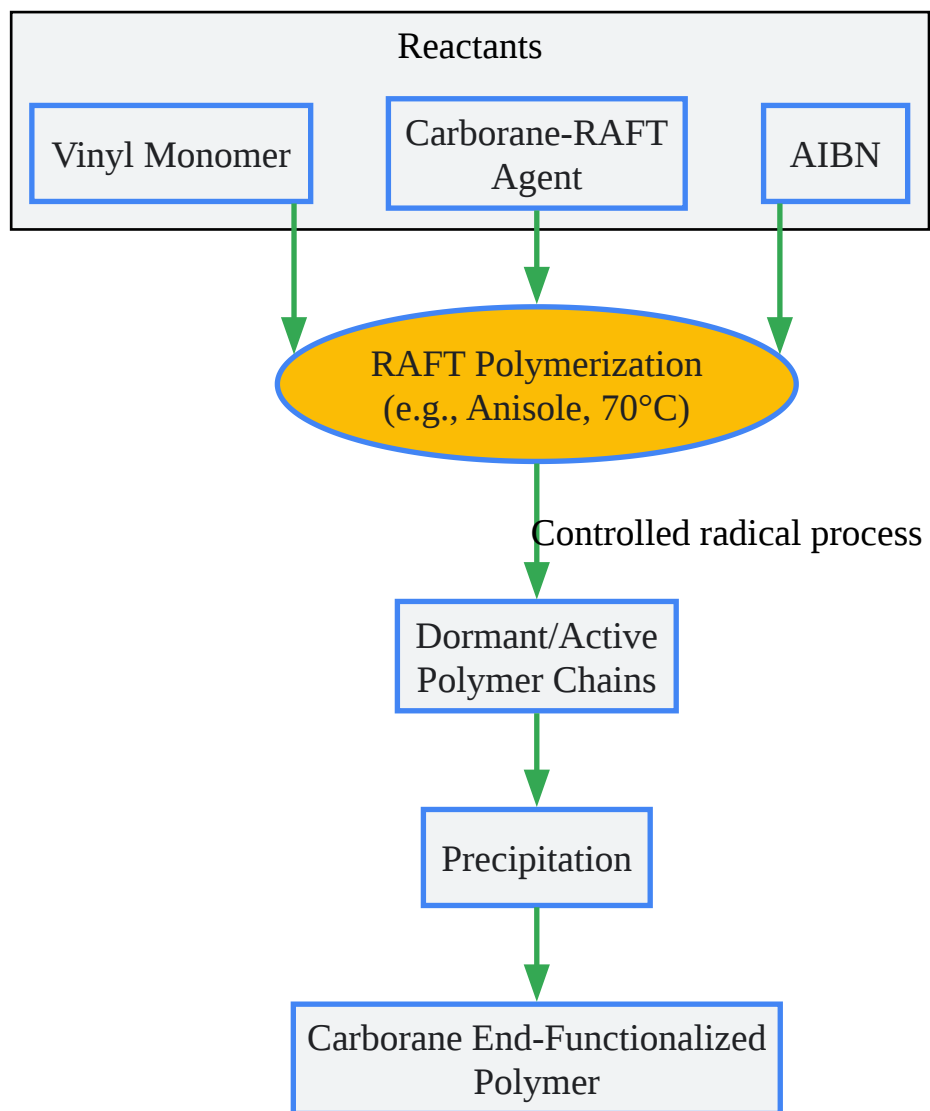 Reactants
Vinyl Monomer
Carborane-RAFT
Agent
AIBN
RAFT Polymerization
(e.g., Anisole, 70°C)
Controlled radical process
Dormant/Active
Polymer Chains
Precipitation
Carborane End-Functionalized
Polymer